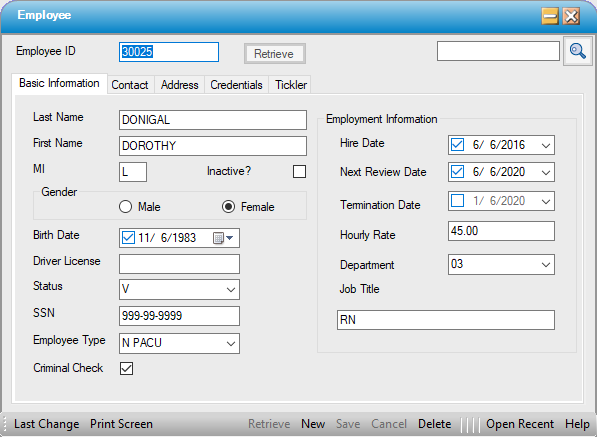 Employee
Employee ID 30025 Retrieve
Basic Information Contact Address Credentials Tickler
Last Name DONIGAL
First Name DOROTHY
MI L Inactive?
Gender
Male Female
Birth Date 11/ 6/1983
Driver License
Status V
SSN 999-99-9999
Employee Type N PACU
Criminal Check
Employment Information
Hire Date 6/ 6/2016
Next Review Date 6/ 6/2020
Termination Date 1/ 6/2020
Hourly Rate 45.00
Department 03
Job Title
RN
Last Change Print Screen Retrieve New Save Cancel Delete Open Recent Help